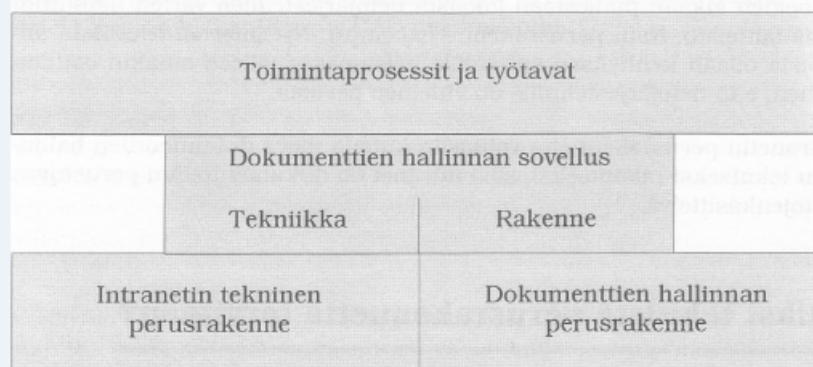 Toimintaprosessit ja työtavat
Dokumenttien hallinnan sovellus
Tekniikka
Rakenne
Intranetin tekninen
perusrakenne
Dokumenttien hallinnan
perusrakenne